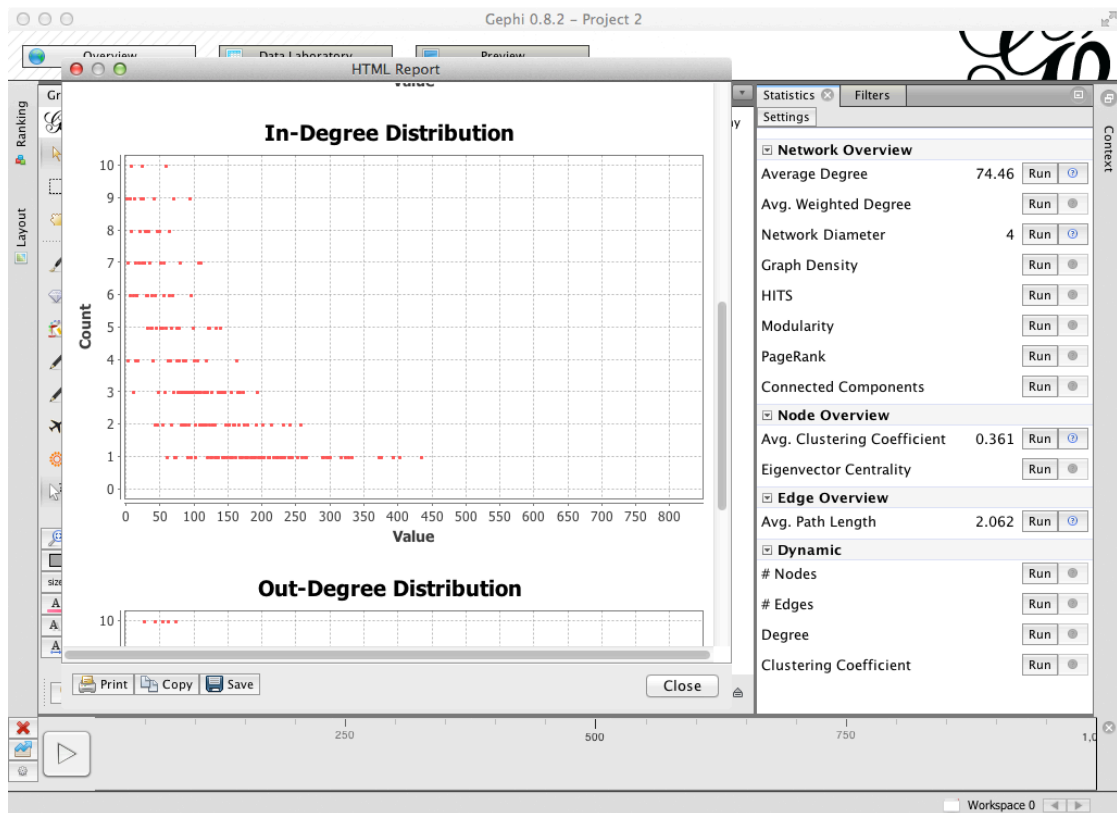 Gephi 0.8.2 – Project 2
Overview
Data Laboratory
Preview
HTML Report
Ranking
Layout
Gr
Value
In-Degree Distribution
Count
10
9
8
7
6
5
4
3
2
1
0
0 50 100 150 200 250 300 350 400 450 500 550 600 650 700 750 800
Value
Out-Degree Distribution
10
size
A
A
A
Print Copy Save Close
Statistics Filters
Settings
Network Overview
Average Degree 74.46 Run
Avg. Weighted Degree Run
Network Diameter 4 Run
Graph Density Run
HITS Run
Modularity Run
PageRank Run
Connected Components Run
Node Overview
Avg. Clustering Coefficient 0.361 Run
Eigenvector Centrality Run
Edge Overview
Avg. Path Length 2.062 Run
Dynamic
# Nodes Run
# Edges Run
Degree Run
Clustering Coefficient Run
Context
250 500 750 1,0
Workspace 0